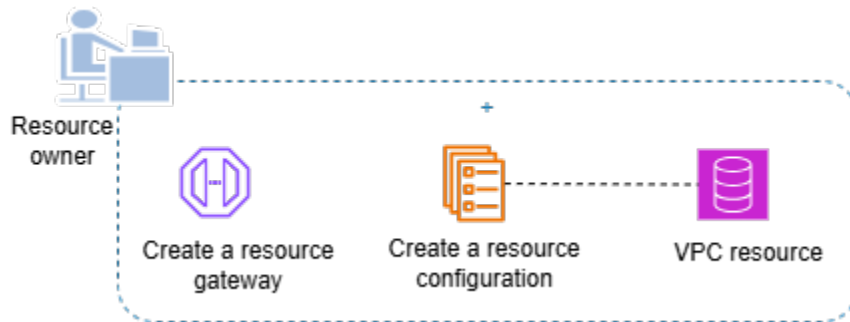 Resource
owner
Create a resource
gateway
Create a resource
configuration
VPC resource